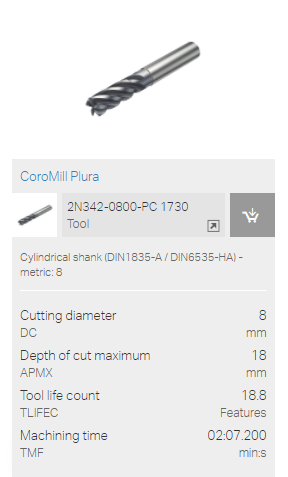 CoroMill Plura
2N342-0800-PC 1730
Tool
Cylindrical shank (DIN1835-A / DIN6535-HA) -
metric: 8
Cutting diameter 8
DC mm
Depth of cut maximum 18
APMX mm
Tool life count 18.8
TLIFEC Features
Machining time 02:07.200
TMF min:s